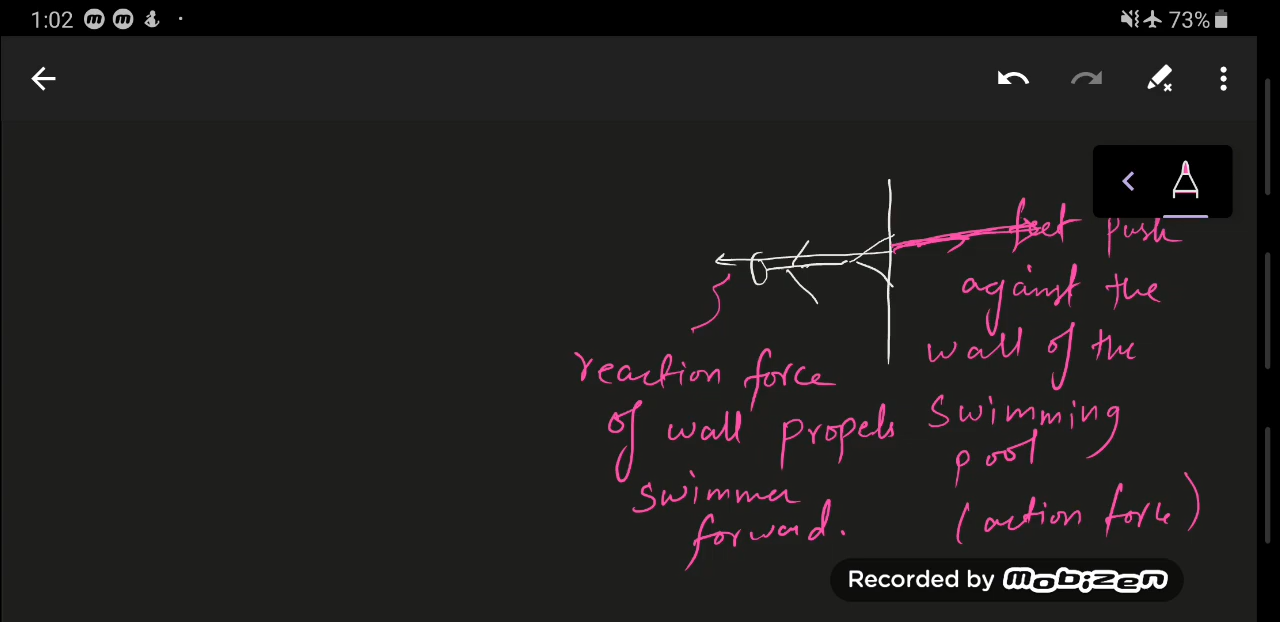 1:02
73%
feet push
against the
wall of the
swimming
pool
(action force)
reaction force
of wall propels
swimmer
forward.
Recorded by mobizen